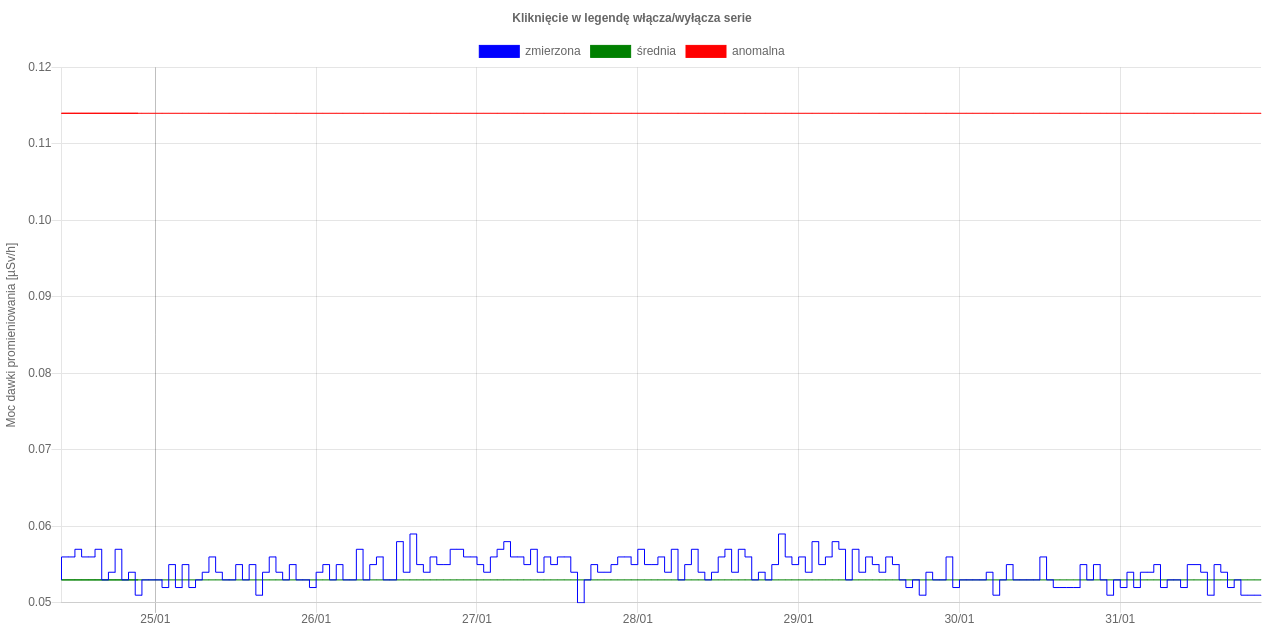 Kliknięcie w legendę włącza/wyłącza serie
zmierzona średnia anomalna
Moc dawki promieniowania [µSv/h]
0.12
0.11
0.10
0.09
0.08
0.07
0.06
0.05
25/01 26/01 27/01 28/01 29/01 30/01 31/01